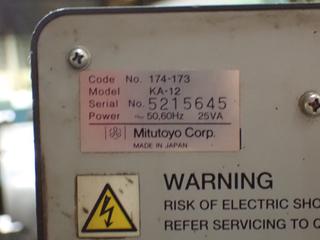 Code No. 174-173
Model KA-12
Serial No. 5215645
Power ~ 50,60Hz 25VA
Mitutoyo Corp.
MADE IN JAPAN
WARNING
RISK OF ELECTRIC
REFER SERVICING TO